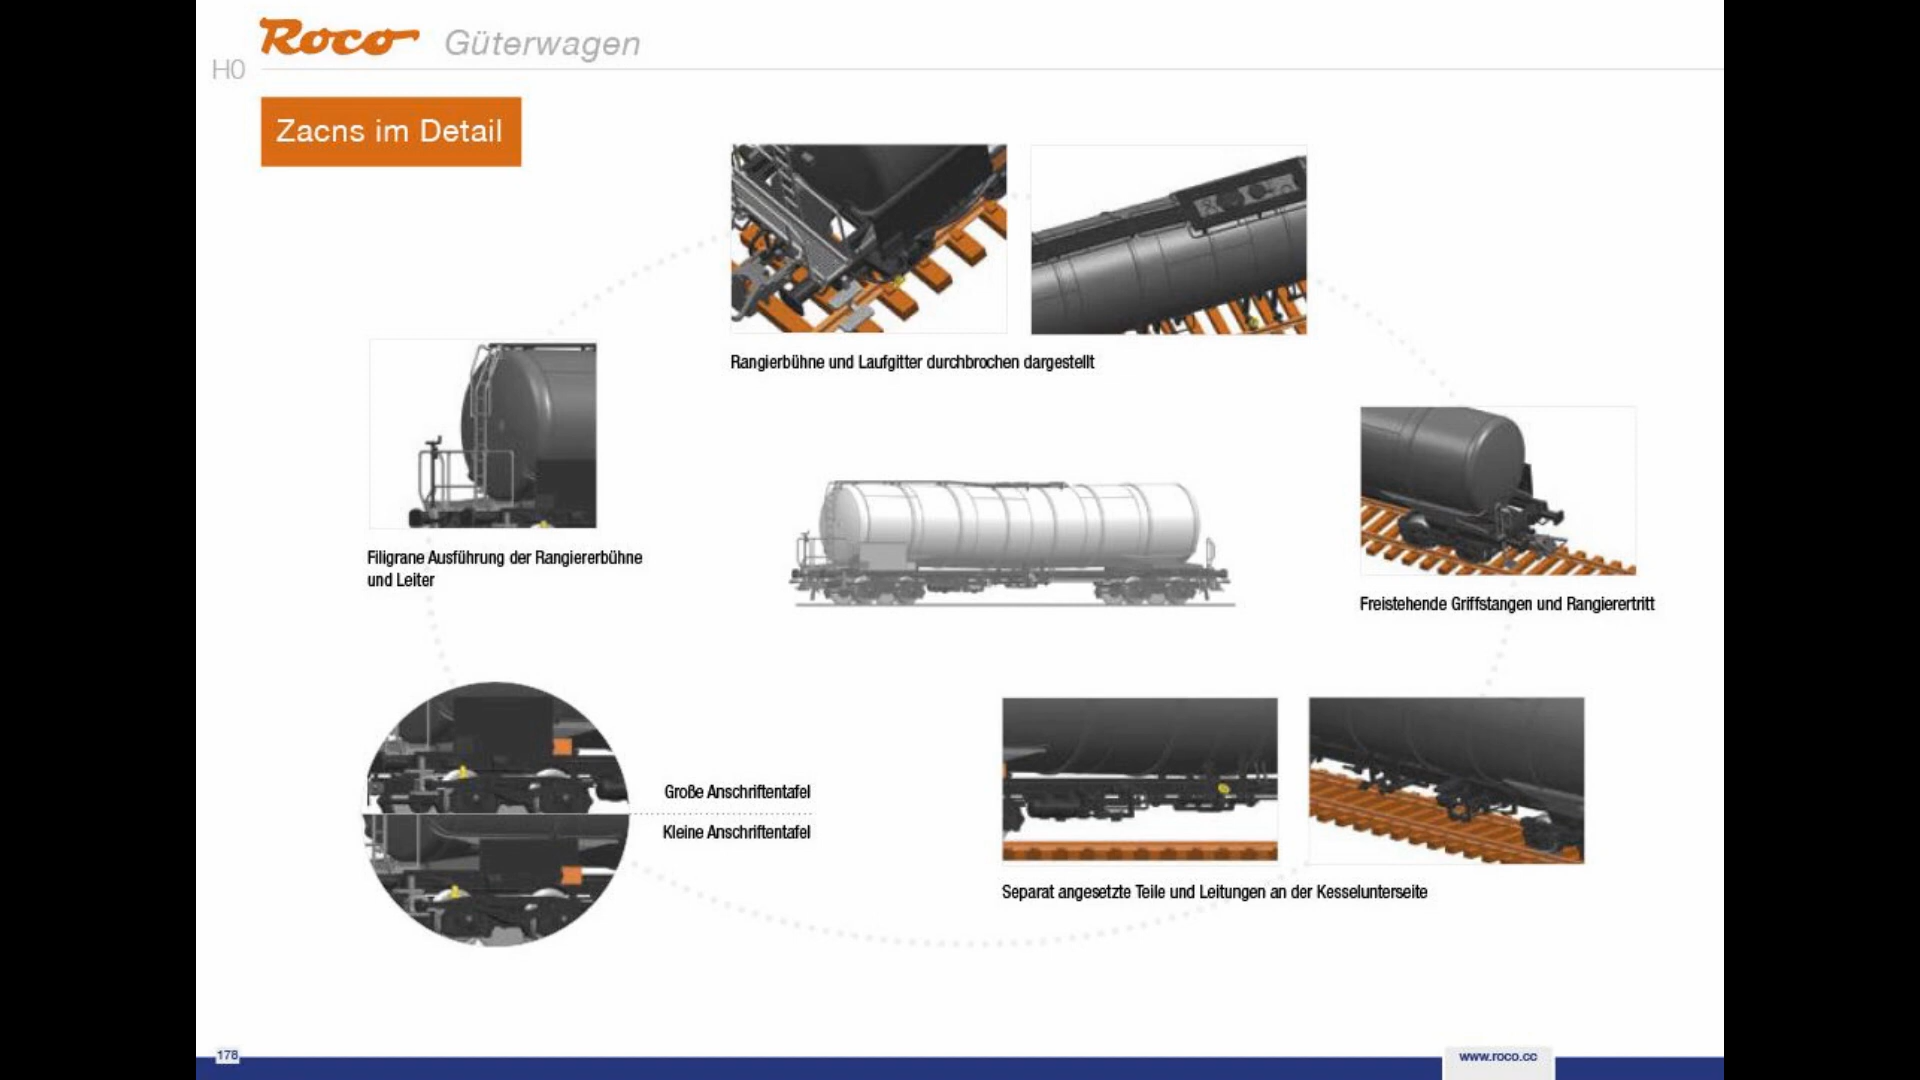 Roco Güterwagen
H0
Zacns im Detail
Rangierbühne und Laufgitter durchbrochen dargestellt
Filigrane Ausführung der Rangiererbühne
und Leiter
Freistehende Griffstangen und Rangierertritt
Große Anschriftentafel
Kleine Anschriftentafel
Separat angesetzte Teile und Leitungen an der Kesselunterseite
178
www.roco.cc